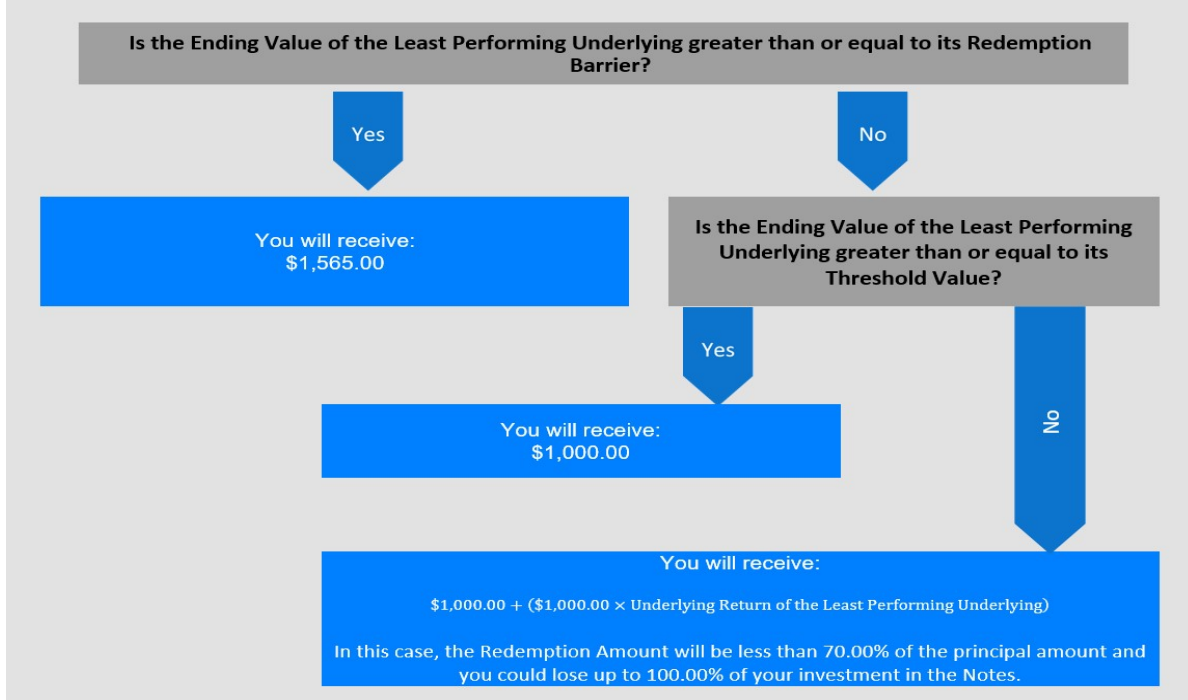 Is the Ending Value of the Least Performing Underlying greater than or equal to its Redemption
Barrier?
Yes
No
You will receive:
$1,565.00
Is the Ending Value of the Least Performing
Underlying greater than or equal to its
Threshold Value?
Yes
No
You will receive:
$1,000.00
You will receive:
$1,000.00 + ($1,000.00 × Underlying Return of the Least Performing Underlying)
In this case, the Redemption Amount will be less than 70.00% of the principal amount and
you could lose up to 100.00% of your investment in the Notes.